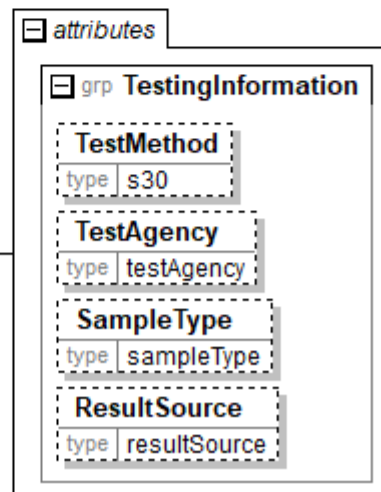 attributes
grp TestingInformation
TestMethod
type s30
TestAgency
type testAgency
SampleType
type sampleType
ResultSource
type resultSource